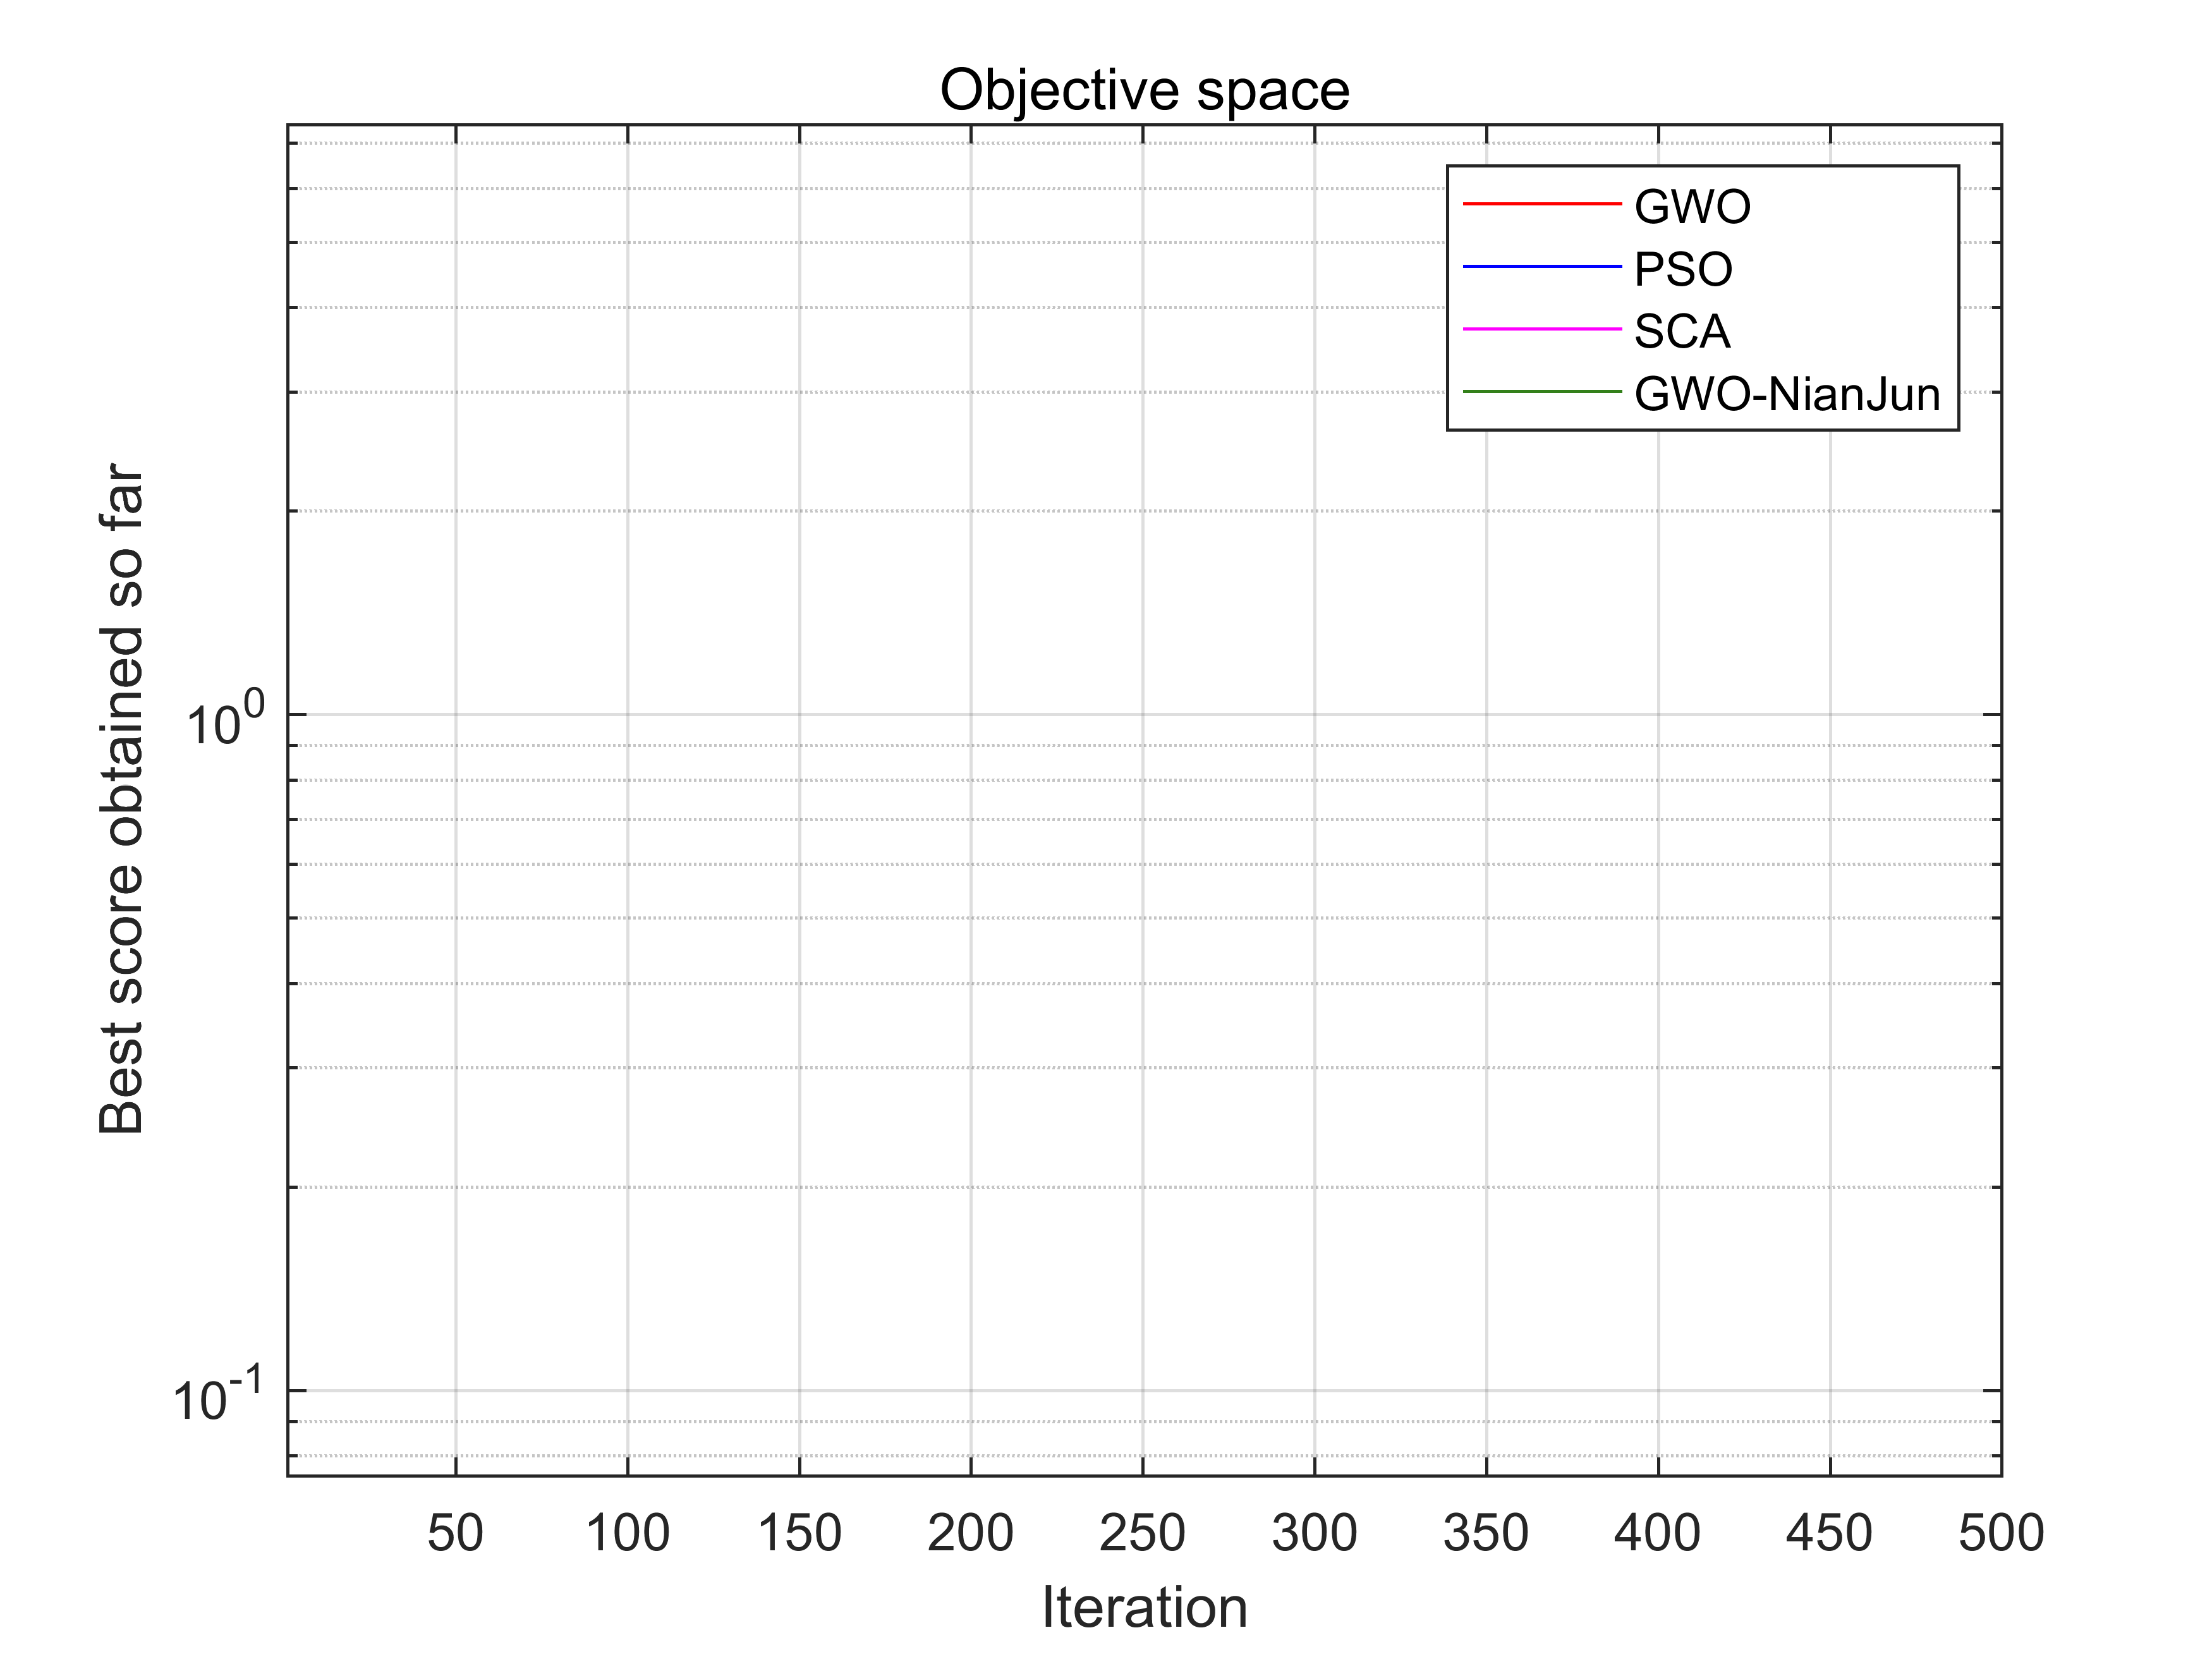 Objective space
GWO
PSO
SCA
GWO-NianJun
Best score obtained so far
10^0
10^-1
50 100 150 200 250 300 350 400 450 500
Iteration